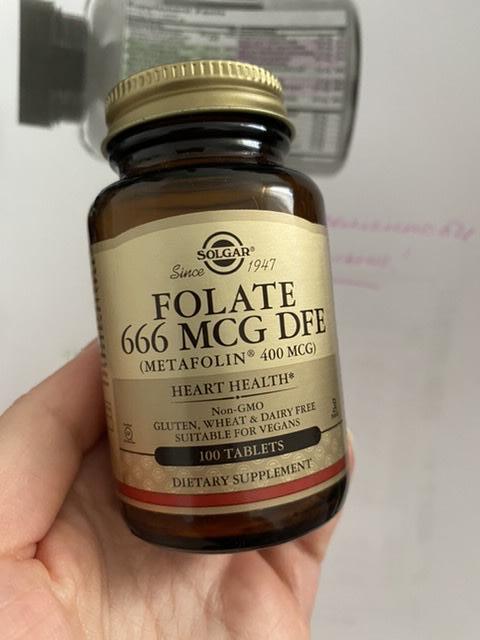 SOLGAR®
Since 1947
FOLATE
666 MCG DFE
(METAFOLIN® 400 MCG)
HEART HEALTH*
Non-GMO
GLUTEN, WHEAT & DAIRY FREE
SUITABLE FOR VEGANS
100 TABLETS
DIETARY SUPPLEMENT